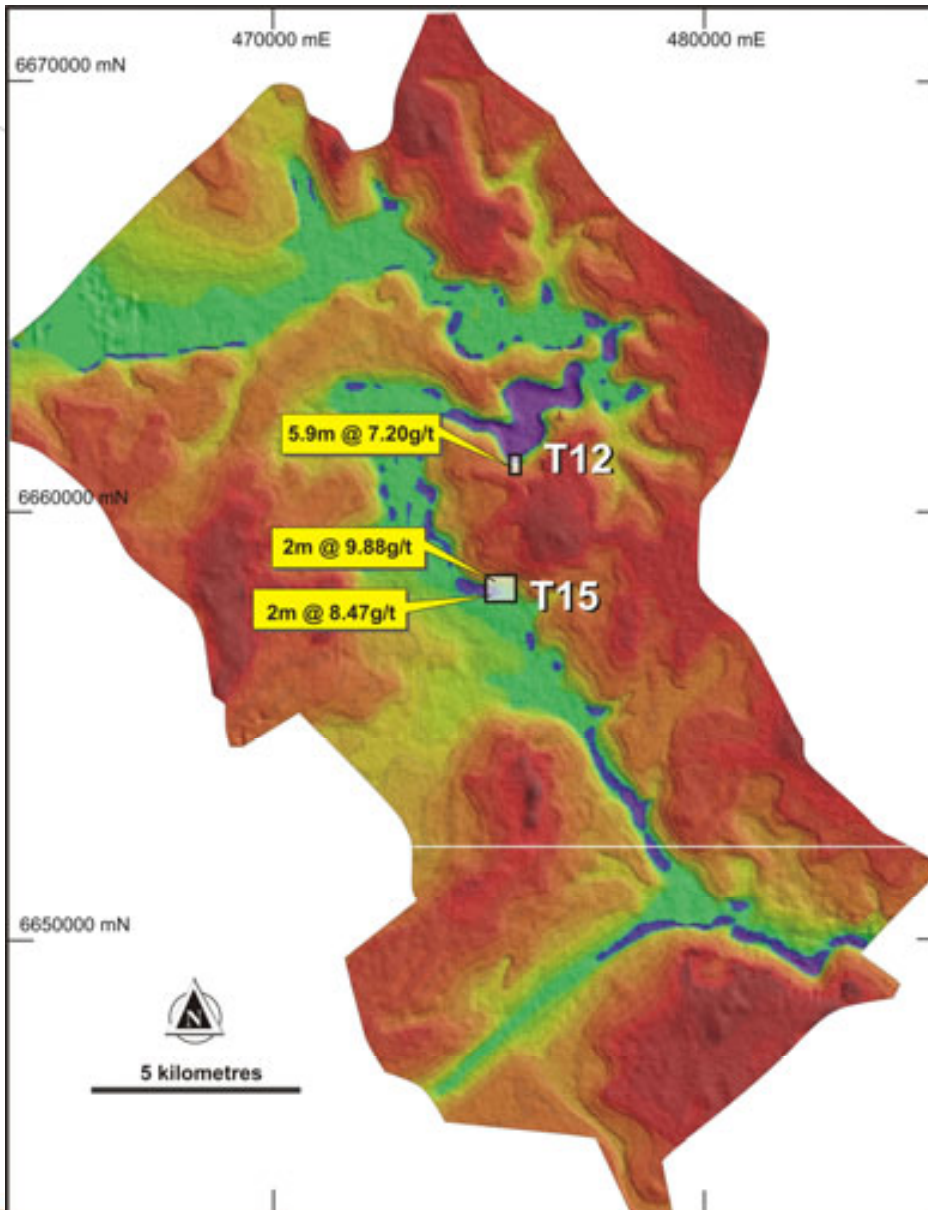 470000 mE
480000 mE
6670000 mN
5.9m @ 7.20g/t
T12
6660000 mN
2m @ 9.88g/t
T15
2m @ 8.47g/t
6650000 mN
N
5 kilometres